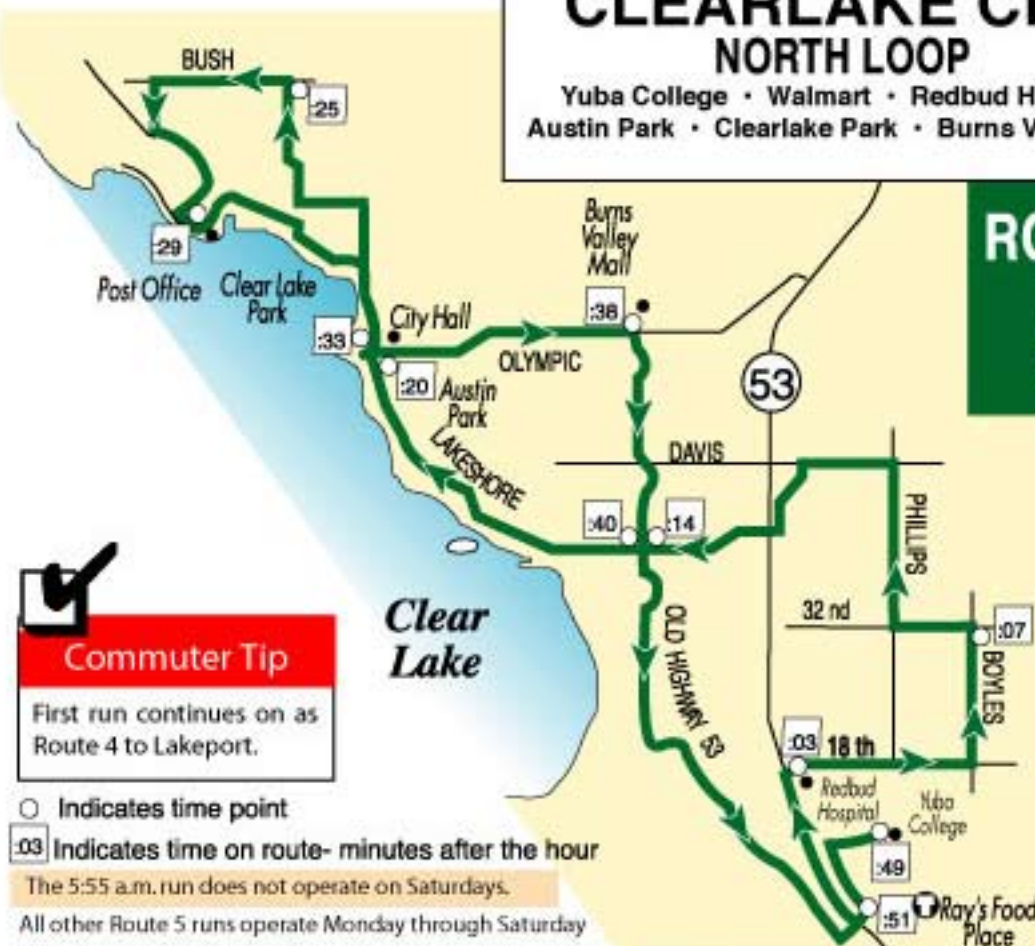 CLEARLAKE
NORTH LOOP
Yuba College • Walmart • Redbud
Austin Park • Clearlake Park • Burns
BUSH
:25
:29
Post Office
Clear Lake
Park
:33
City Hall
:20
Austin
Park
Burns
Valley
Mall
:38
OLYMPIC
53
LAKESHORE
DAVIS
:40
:14
PHILLIPS
32 nd
:07
BOYLES
OLD HIGHWAY 53
:03
18 th
Redbud
Hospital
Yuba
College
:49
:51
Ray's Food
Place
Clear
Lake
Commuter Tip
First run continues on as
Route 4 to Lakeport.
Indicates time point
:03 Indicates time on route- minutes after the hour
The 5:55 a.m. run does not operate on Saturdays.
All other Route 5 runs operate Monday through Saturday